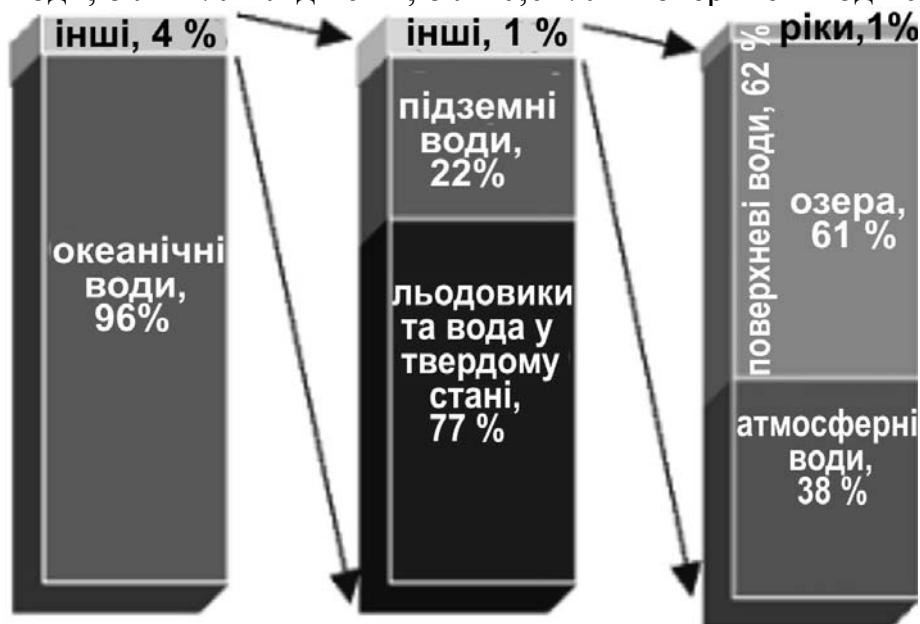 інші, 4 %
океанічні
води,
96%
інші, 1 %
підземні
води,
22%
льодовики
та вода у
твердому
стані,
77 %
ріки,1%
поверхневі води, 62 %
озера,
61 %
атмосферні
води,
38 %